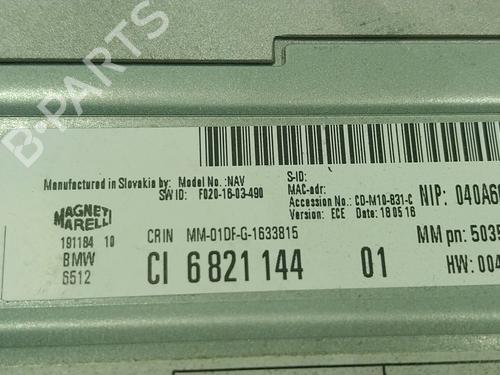 B-PARTS
Manufactured in Slovakia by: Model No.: NAV
SW ID: F020-16-03-490
S-ID:
MAC-adr:
Accession No.: CD-M10-831-C
Version: ECE Date: 18 05 16
NIP: 040A6
MAGNETI
MARELLI
191184 10
BMW
6512
CRIN MM-01DF-G-1633815
CI 6 821 144 01
MM pn: 5035
HW: 004